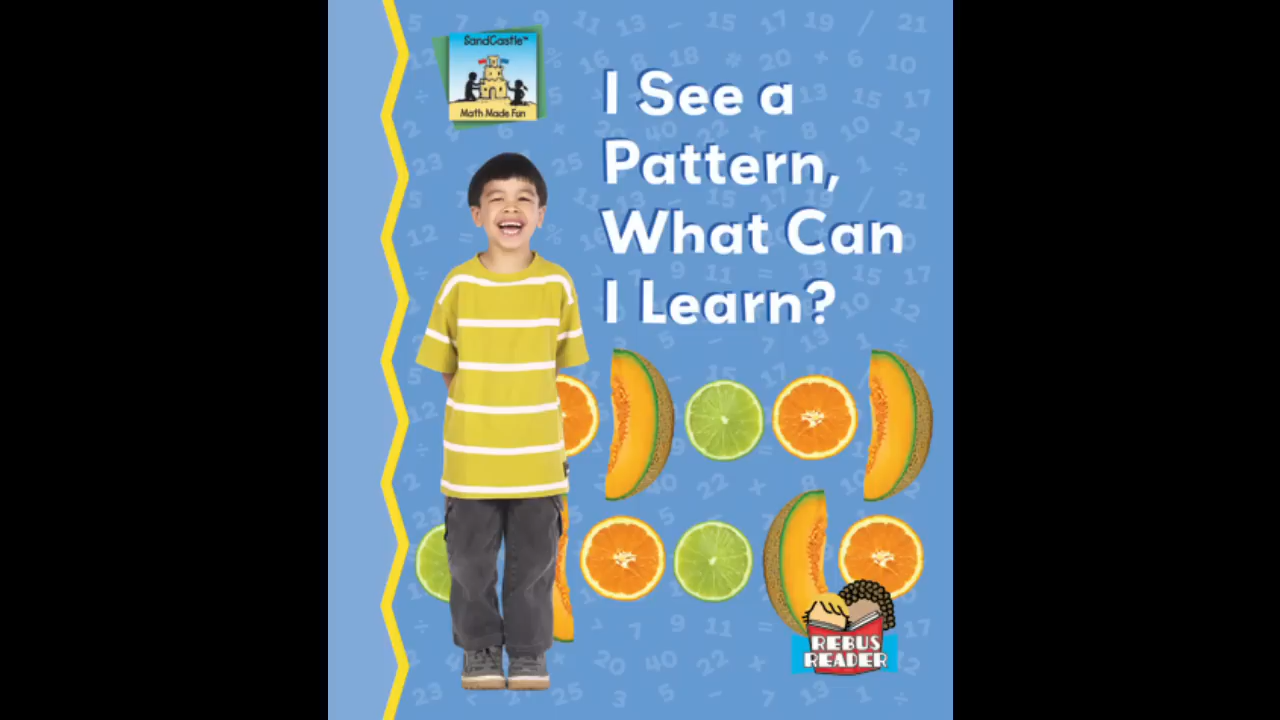 SandCastle™
Math Made Fun
I See a
Pattern,
What Can
I Learn?
REBUS
READER